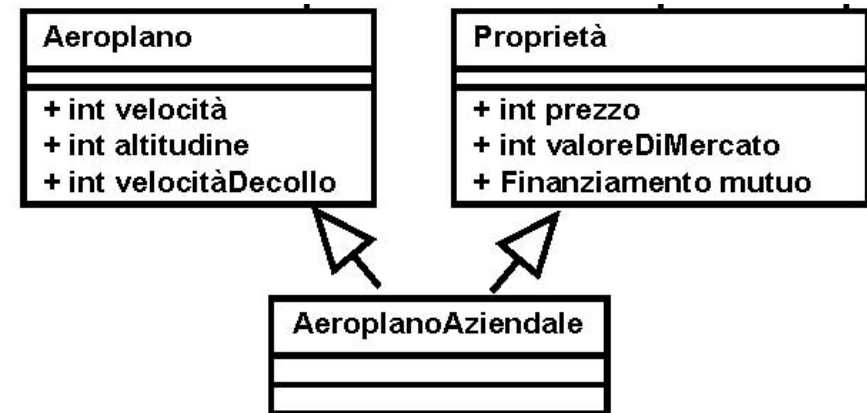 Aeroplano
+ int velocità
+ int altitudine
+ int velocitàDecollo
Proprietà
+ int prezzo
+ int valoreDiMercato
+ Finanziamento mutuo
AeroplanoAziendale